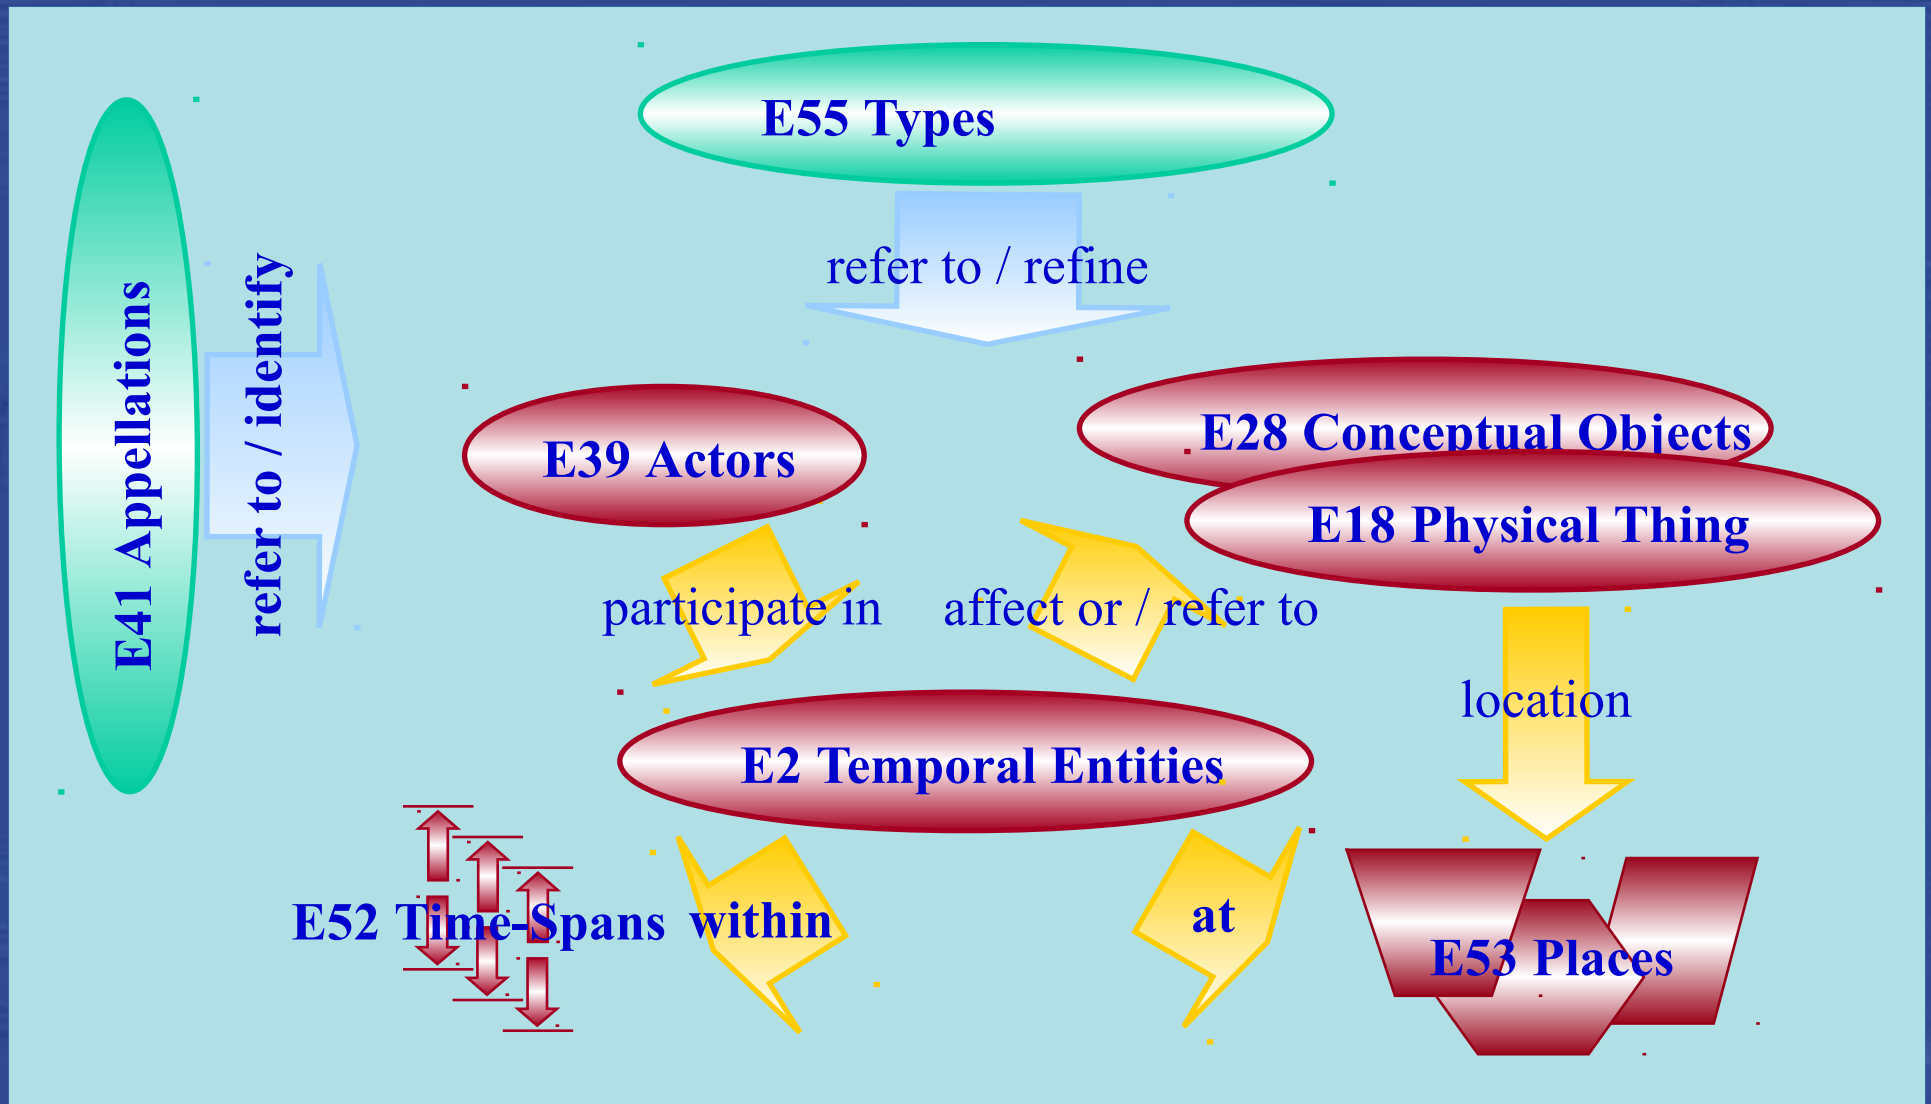 E55 Types
refer to / refine
E41 Appellations
refer to / identify
E39 Actors
E28 Conceptual Objects
E18 Physical Thing
participate in
affect or / refer to
location
E2 Temporal Entities
E52 Time-Spans
within
at
E53 Places